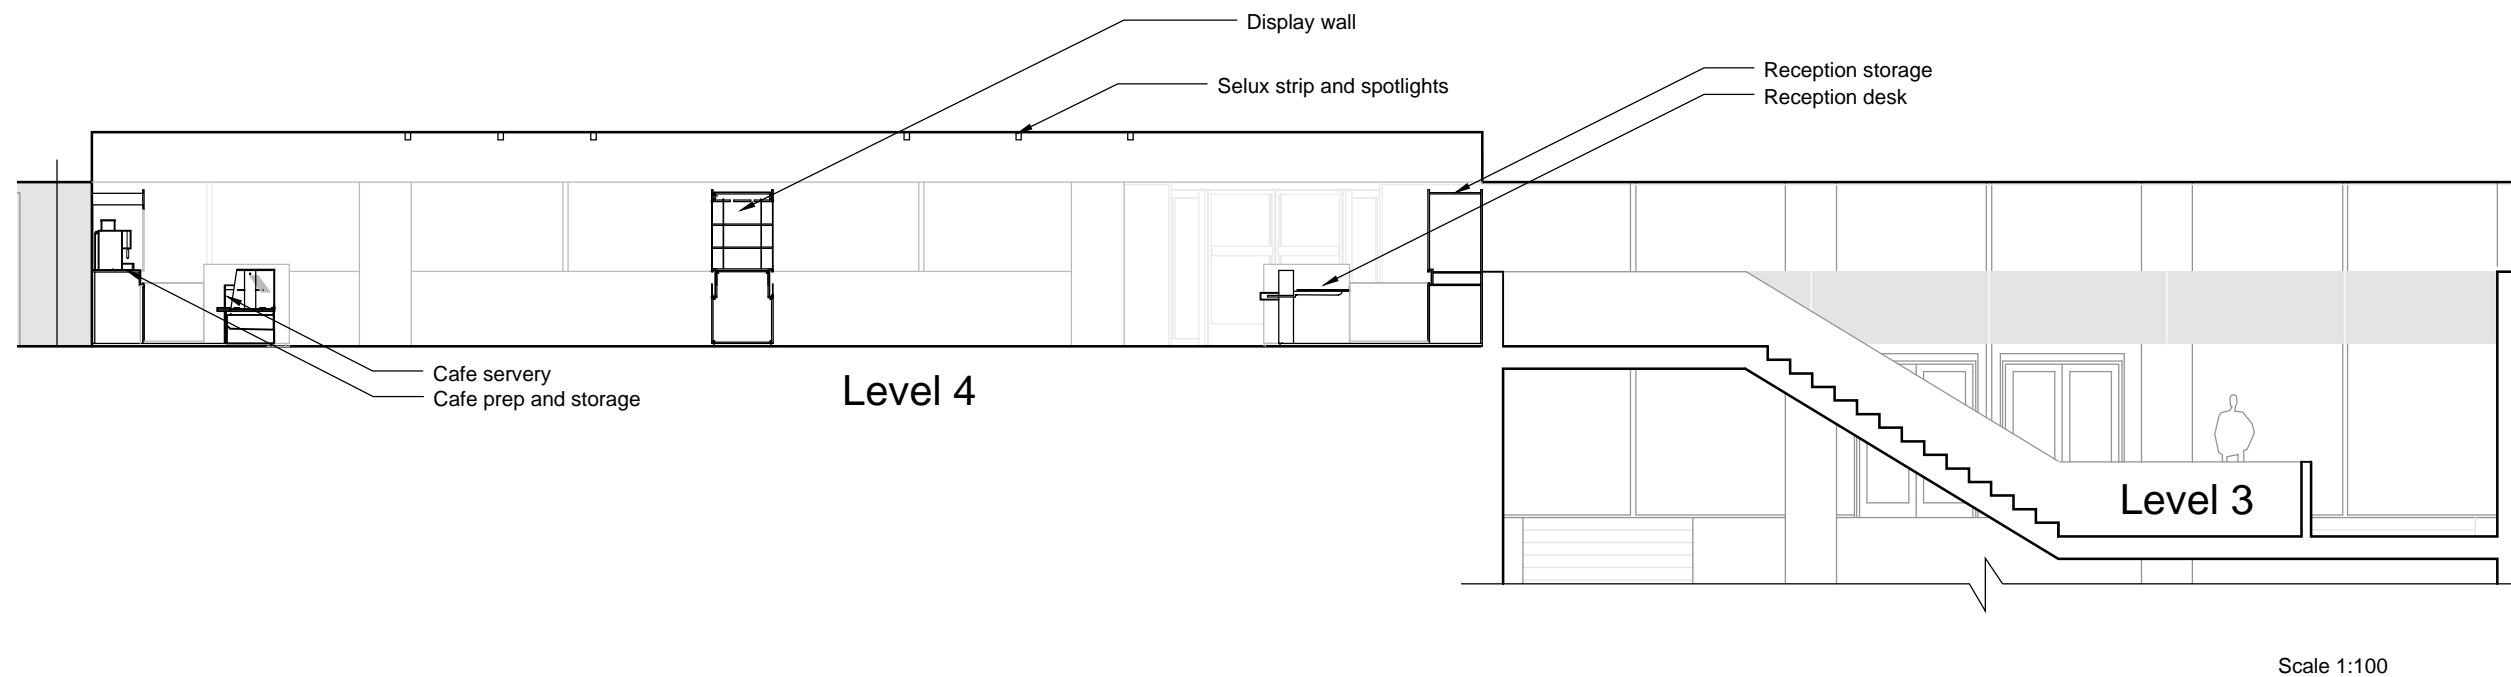 Display wall
Selux strip and spotlights
Reception storage
Reception desk
Cafe servery
Cafe prep and storage
Level 4
Level 3
Scale 1:100